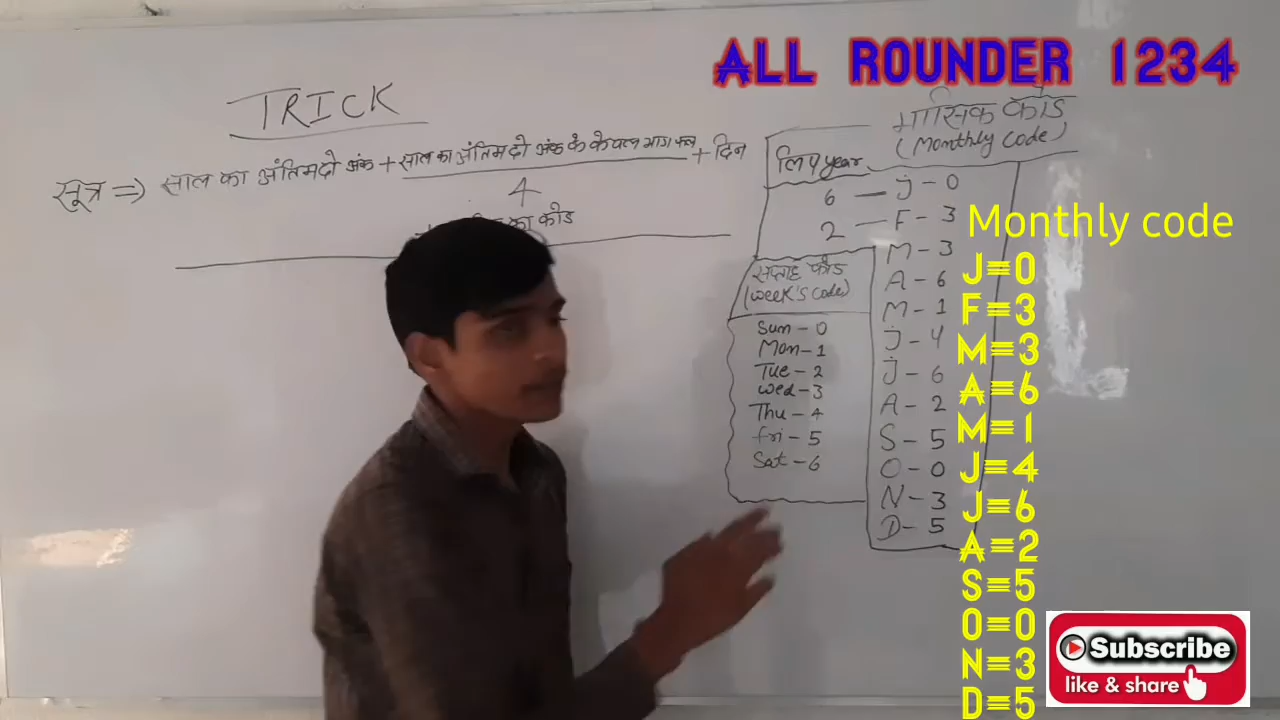 ALL ROUNDER 1234
TRICK
सूत्र => साल का अंतिम दो अंक + साल का अंतिम दो अंक के केवल भागफल + दिन
4
का कोड
मासिक कोड
(Monthly code)
लिप year
6 — J - 0
2 — F - 3
M - 3
A - 6
M - 1
J - 4
J - 6
A - 2
S - 5
O - 0
N - 3
D - 5
सप्ताह कोड
(week's code)
Sun - 0
Mon - 1
Tue - 2
wed - 3
Thu - 4
fri - 5
Sat - 6
Monthly code
J=0
F=3
M=3
A=6
M=1
J=4
J=6
A=2
S=5
O=0
N=3
D=5
Subscribe
like & share